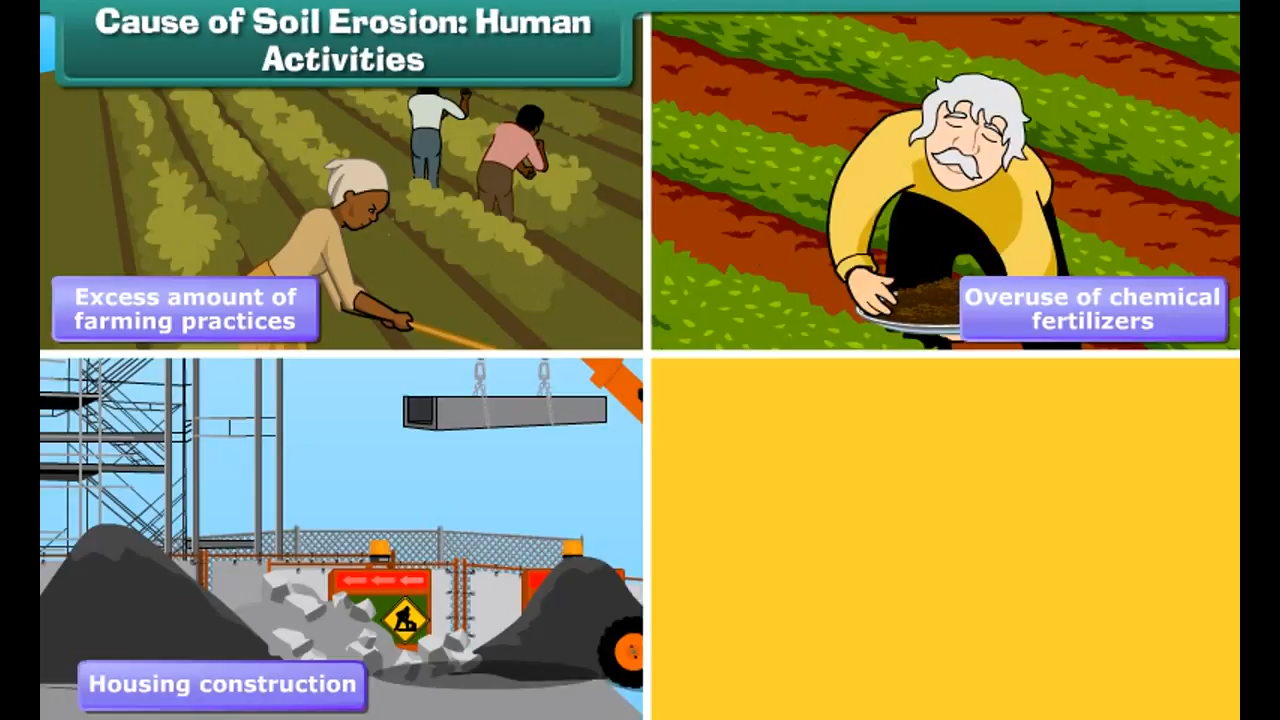 Cause of Soil Erosion: Human
Activities
Excess amount of
farming practices
Overuse of chemical
fertilizers
Housing construction